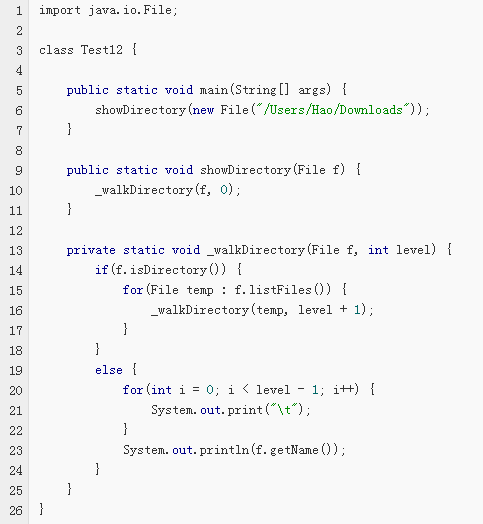 1 import java.io.File;
2
3 class Test12 {
4
5     public static void main(String[] args) {
6         showDirectory(new File("/Users/Hao/Downloads"));
7     }
8
9     public static void showDirectory(File f) {
10         _walkDirectory(f, 0);
11     }
12
13     private static void _walkDirectory(File f, int level) {
14         if(f.isDirectory()) {
15             for(File temp : f.listFiles()) {
16                 _walkDirectory(temp, level + 1);
17             }
18         }
19         else {
20             for(int i = 0; i < level - 1; i++) {
21                 System.out.print("\t");
22             }
23             System.out.println(f.getName());
24         }
25     }
26 }